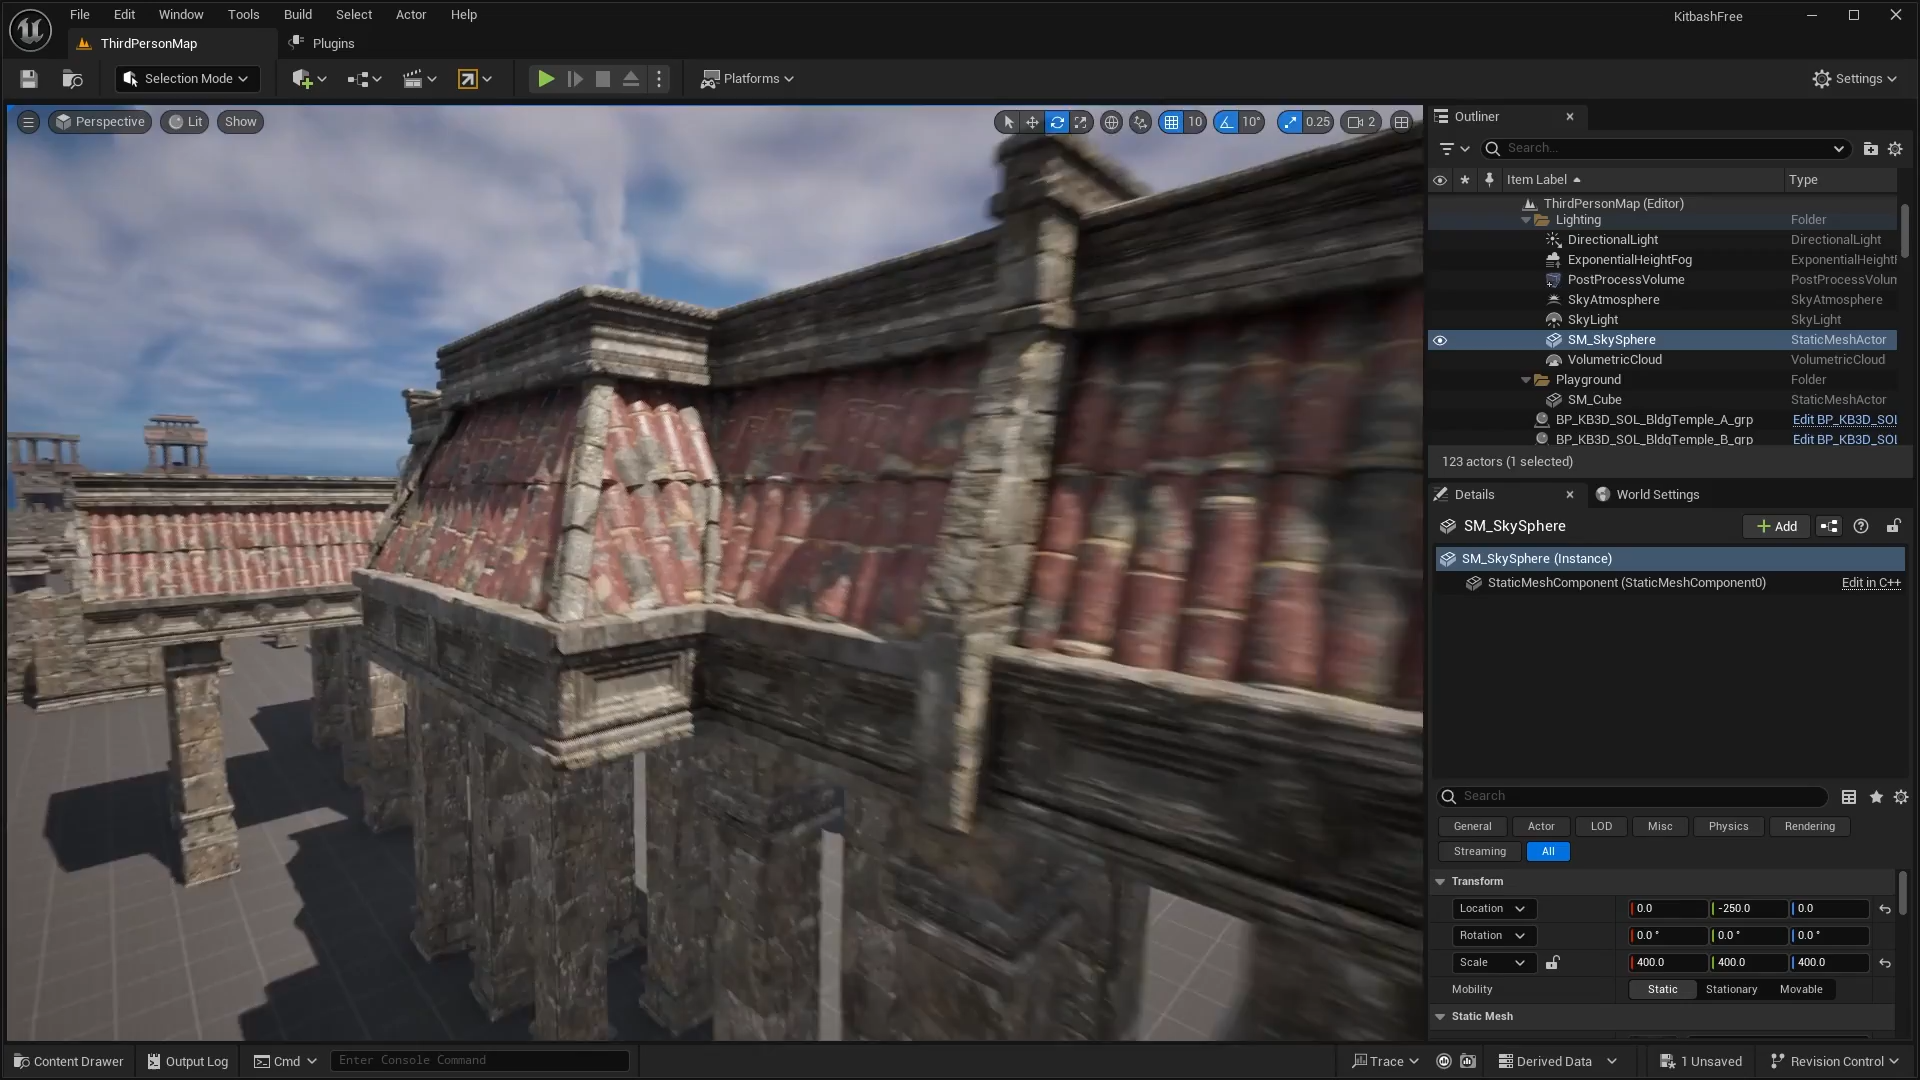 File Edit Window Tools Build Select Actor Help
KitbashFree
ThirdPersonMap
Plugins
Selection Mode
Platforms
Settings
Perspective Lit Show
10 10° 0.25 2
Outliner
Search...
Item Label Type
ThirdPersonMap (Editor)
Lighting Folder
DirectionalLight DirectionalLight
ExponentialHeightFog ExponentialHeightF
PostProcessVolume PostProcessVolum
SkyAtmosphere SkyAtmosphere
SkyLight SkyLight
SM_SkySphere StaticMeshActor
VolumetricCloud VolumetricCloud
Playground Folder
SM_Cube StaticMeshActor
BP_KB3D_SOL_BldgTemple_A_grp Edit BP_KB3D_SOL
BP_KB3D_SOL_BldgTemple_B_grp Edit BP_KB3D_SOL
123 actors (1 selected)
Details
World Settings
SM_SkySphere
Add
SM_SkySphere (Instance)
StaticMeshComponent (StaticMeshComponent0) Edit in C++
Search
General Actor LOD Misc Physics Rendering
Streaming All
Transform
Location 0.0 -250.0 0.0
Rotation 0.0 ° 0.0 ° 0.0 °
Scale 400.0 400.0 400.0
Mobility Static Stationary Movable
Static Mesh
Content Drawer Output Log Cmd Enter Console Command
Trace Derived Data 1 Unsaved Revision Control